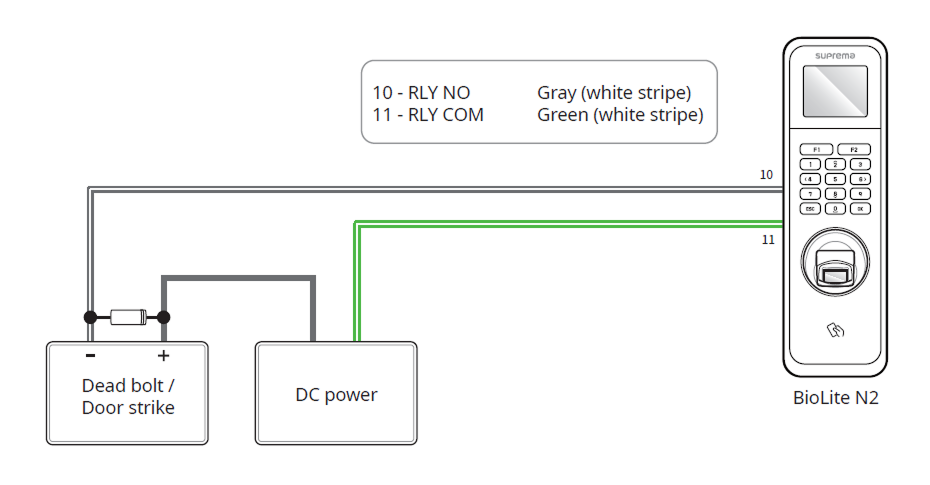 suprema
10 - RLY NO Gray (white stripe)
11 - RLY COM Green (white stripe)
F1 F2
1 2 3
4 5 6
7 8 9
ESC 0 OK
10
11
- +
Dead bolt /
Door strike
DC power
BioLite N2